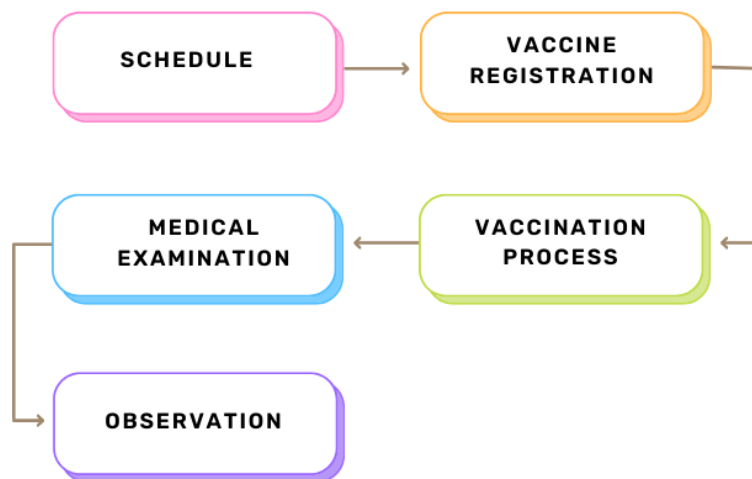 SCHEDULE
VACCINE
REGISTRATION
VACCINATION
PROCESS
MEDICAL
EXAMINATION
OBSERVATION